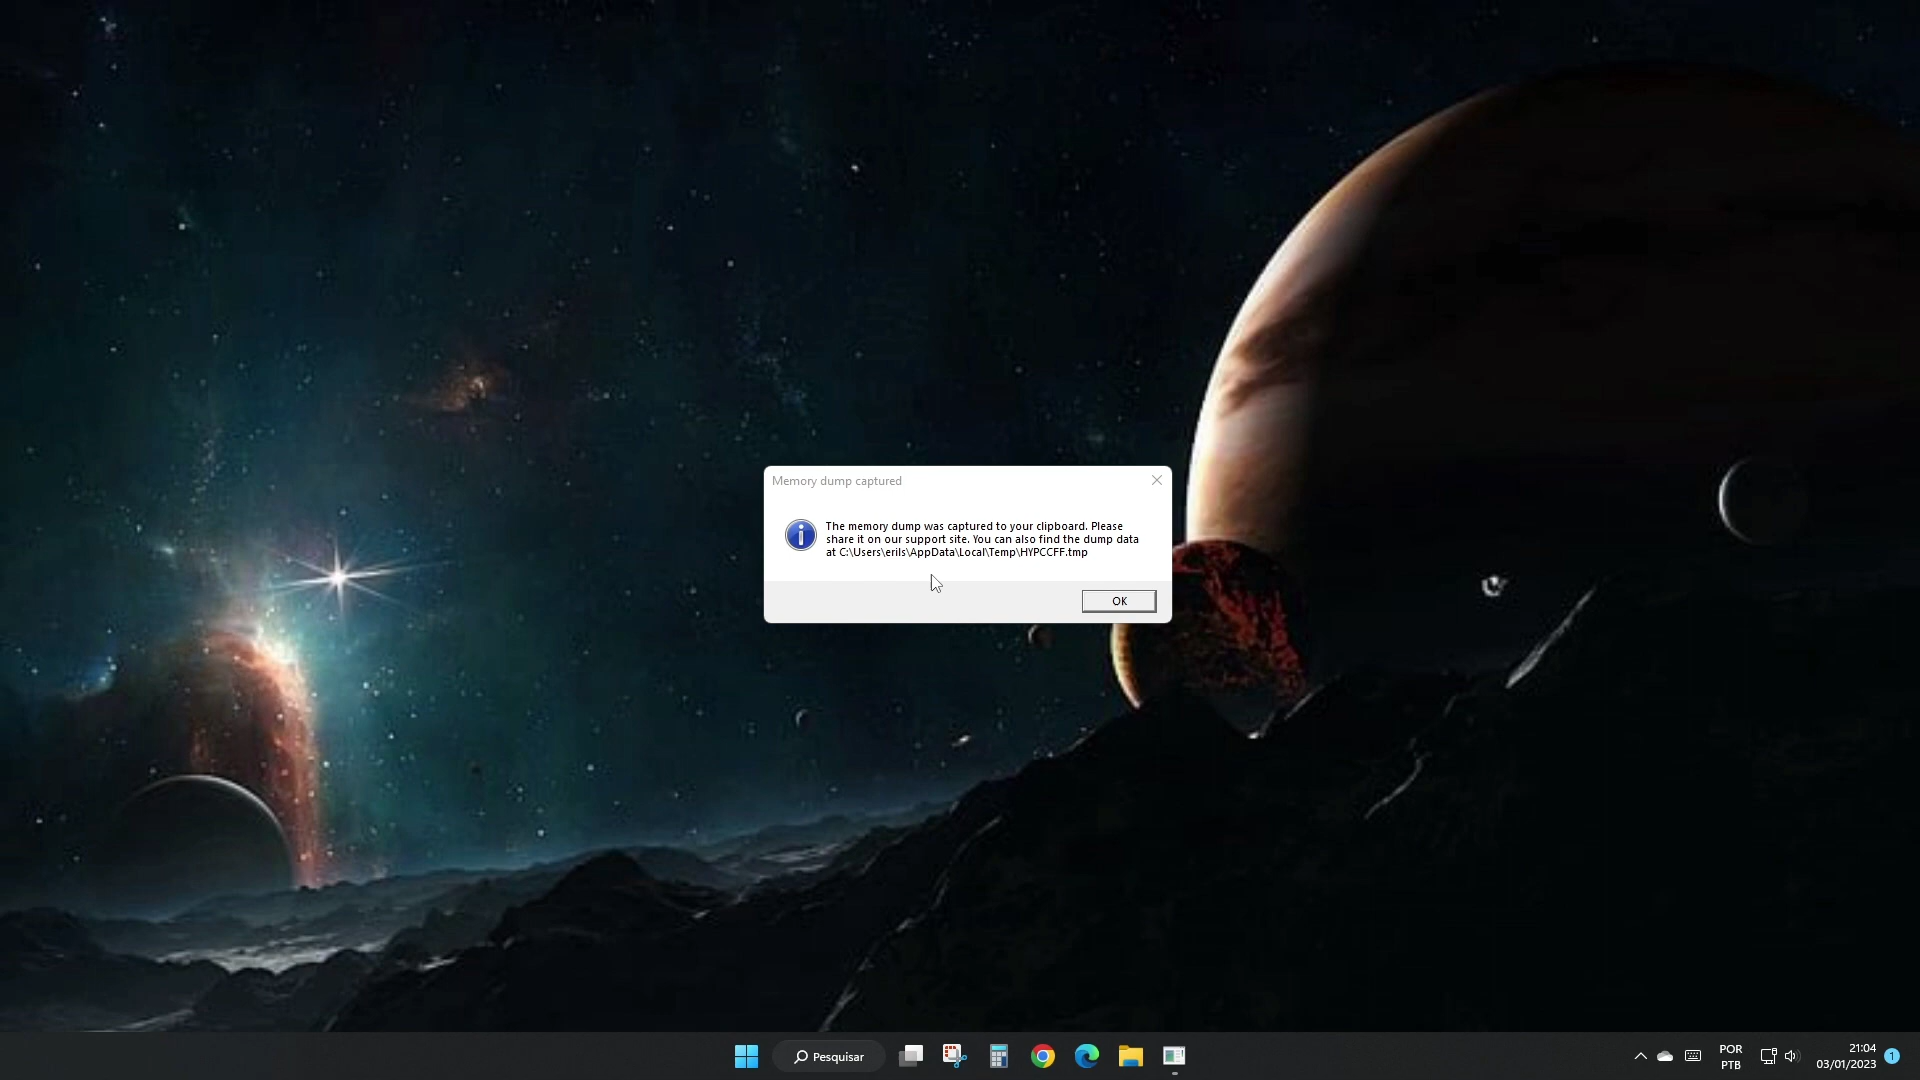 Memory dump captured
The memory dump was captured to your clipboard. Please
share it on our support site. You can also find the dump data
at C:\Users\erils\AppData\Local\Temp\HYPCCFF.tmp
OK
Pesquisar
POR
PTB
21:04
03/01/2023
1